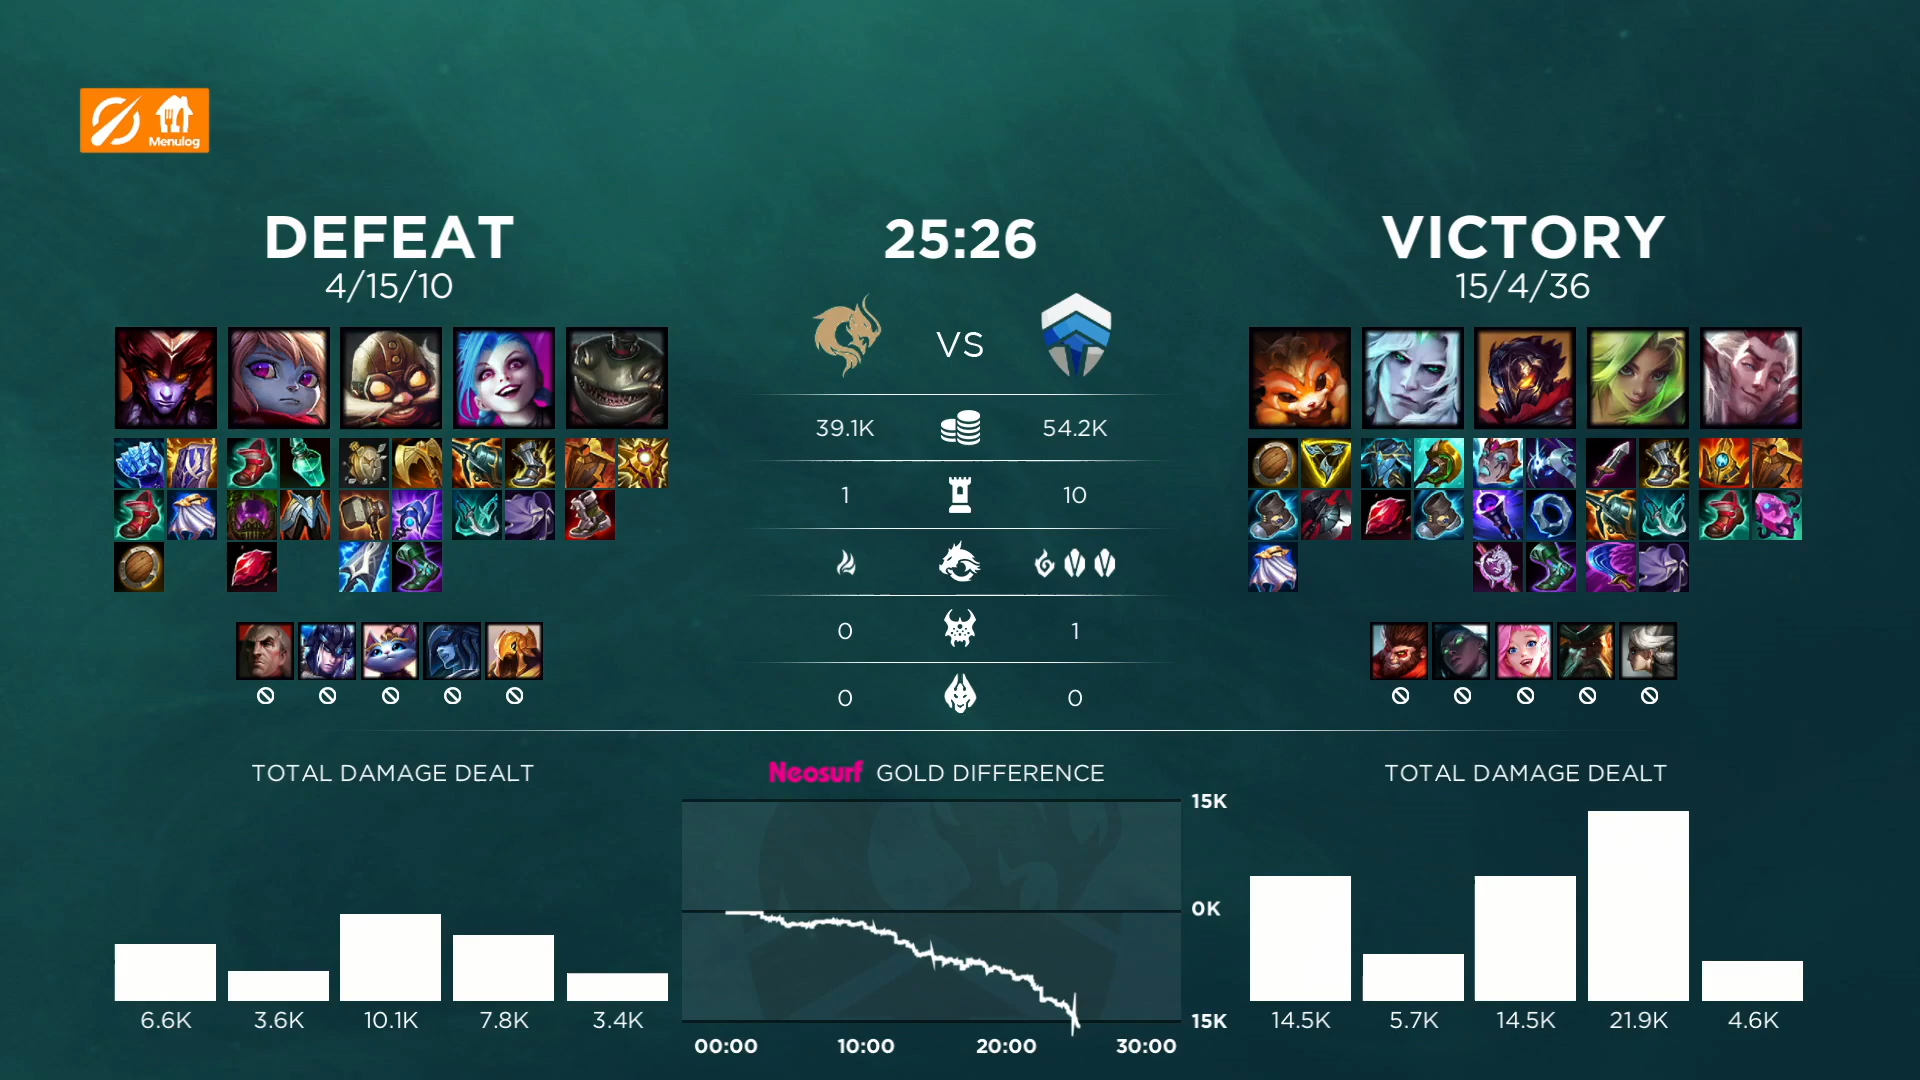 Menulog
DEFEAT
4/15/10
25:26
VICTORY
15/4/36
VS
39.1K
54.2K
1
10
0
1
0
0
TOTAL DAMAGE DEALT
6.6K
3.6K
10.1K
7.8K
3.4K
Neosurf GOLD DIFFERENCE
15K
0K
15K
00:00
10:00
20:00
30:00
TOTAL DAMAGE DEALT
14.5K
5.7K
14.5K
21.9K
4.6K